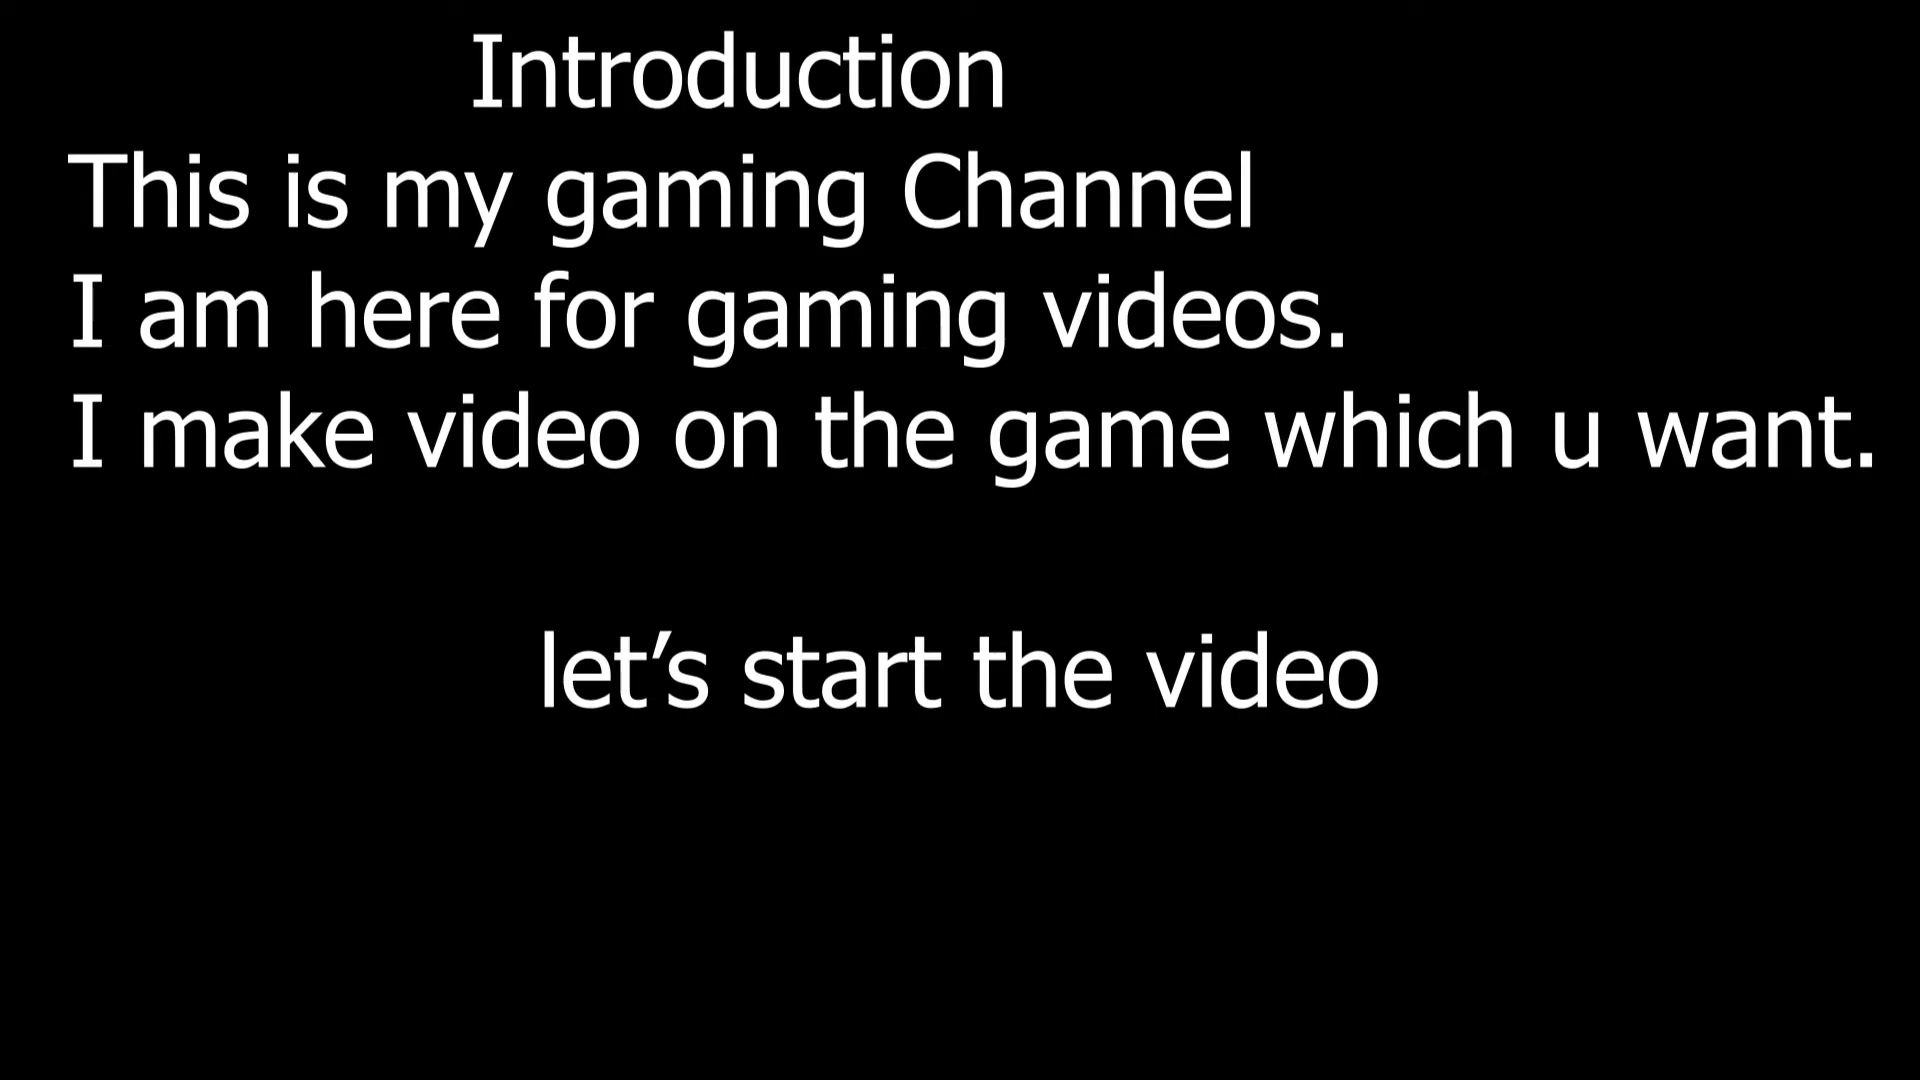 Introduction
This is my gaming Channel
I am here for gaming videos.
I make video on the game which u want.
let’s start the video